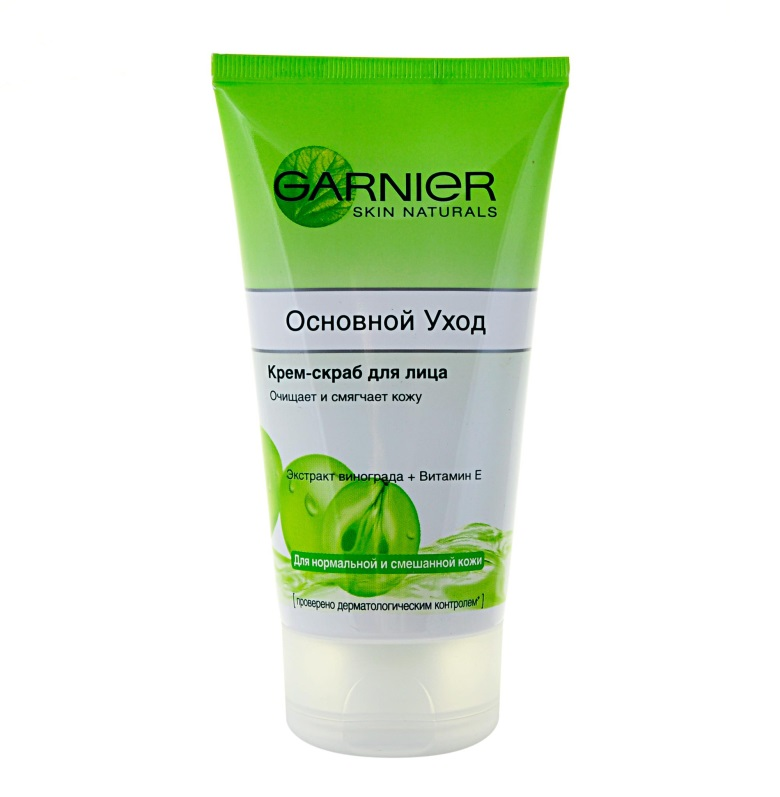 GARNIER
SKIN NATURALS
Основной Уход
Крем-скраб для лица
Очищает и смягчает кожу
Экстракт винограда + Витамин Е
Для нормальной и смешанной кожи
[ проверено дерматологическим контролем* ]